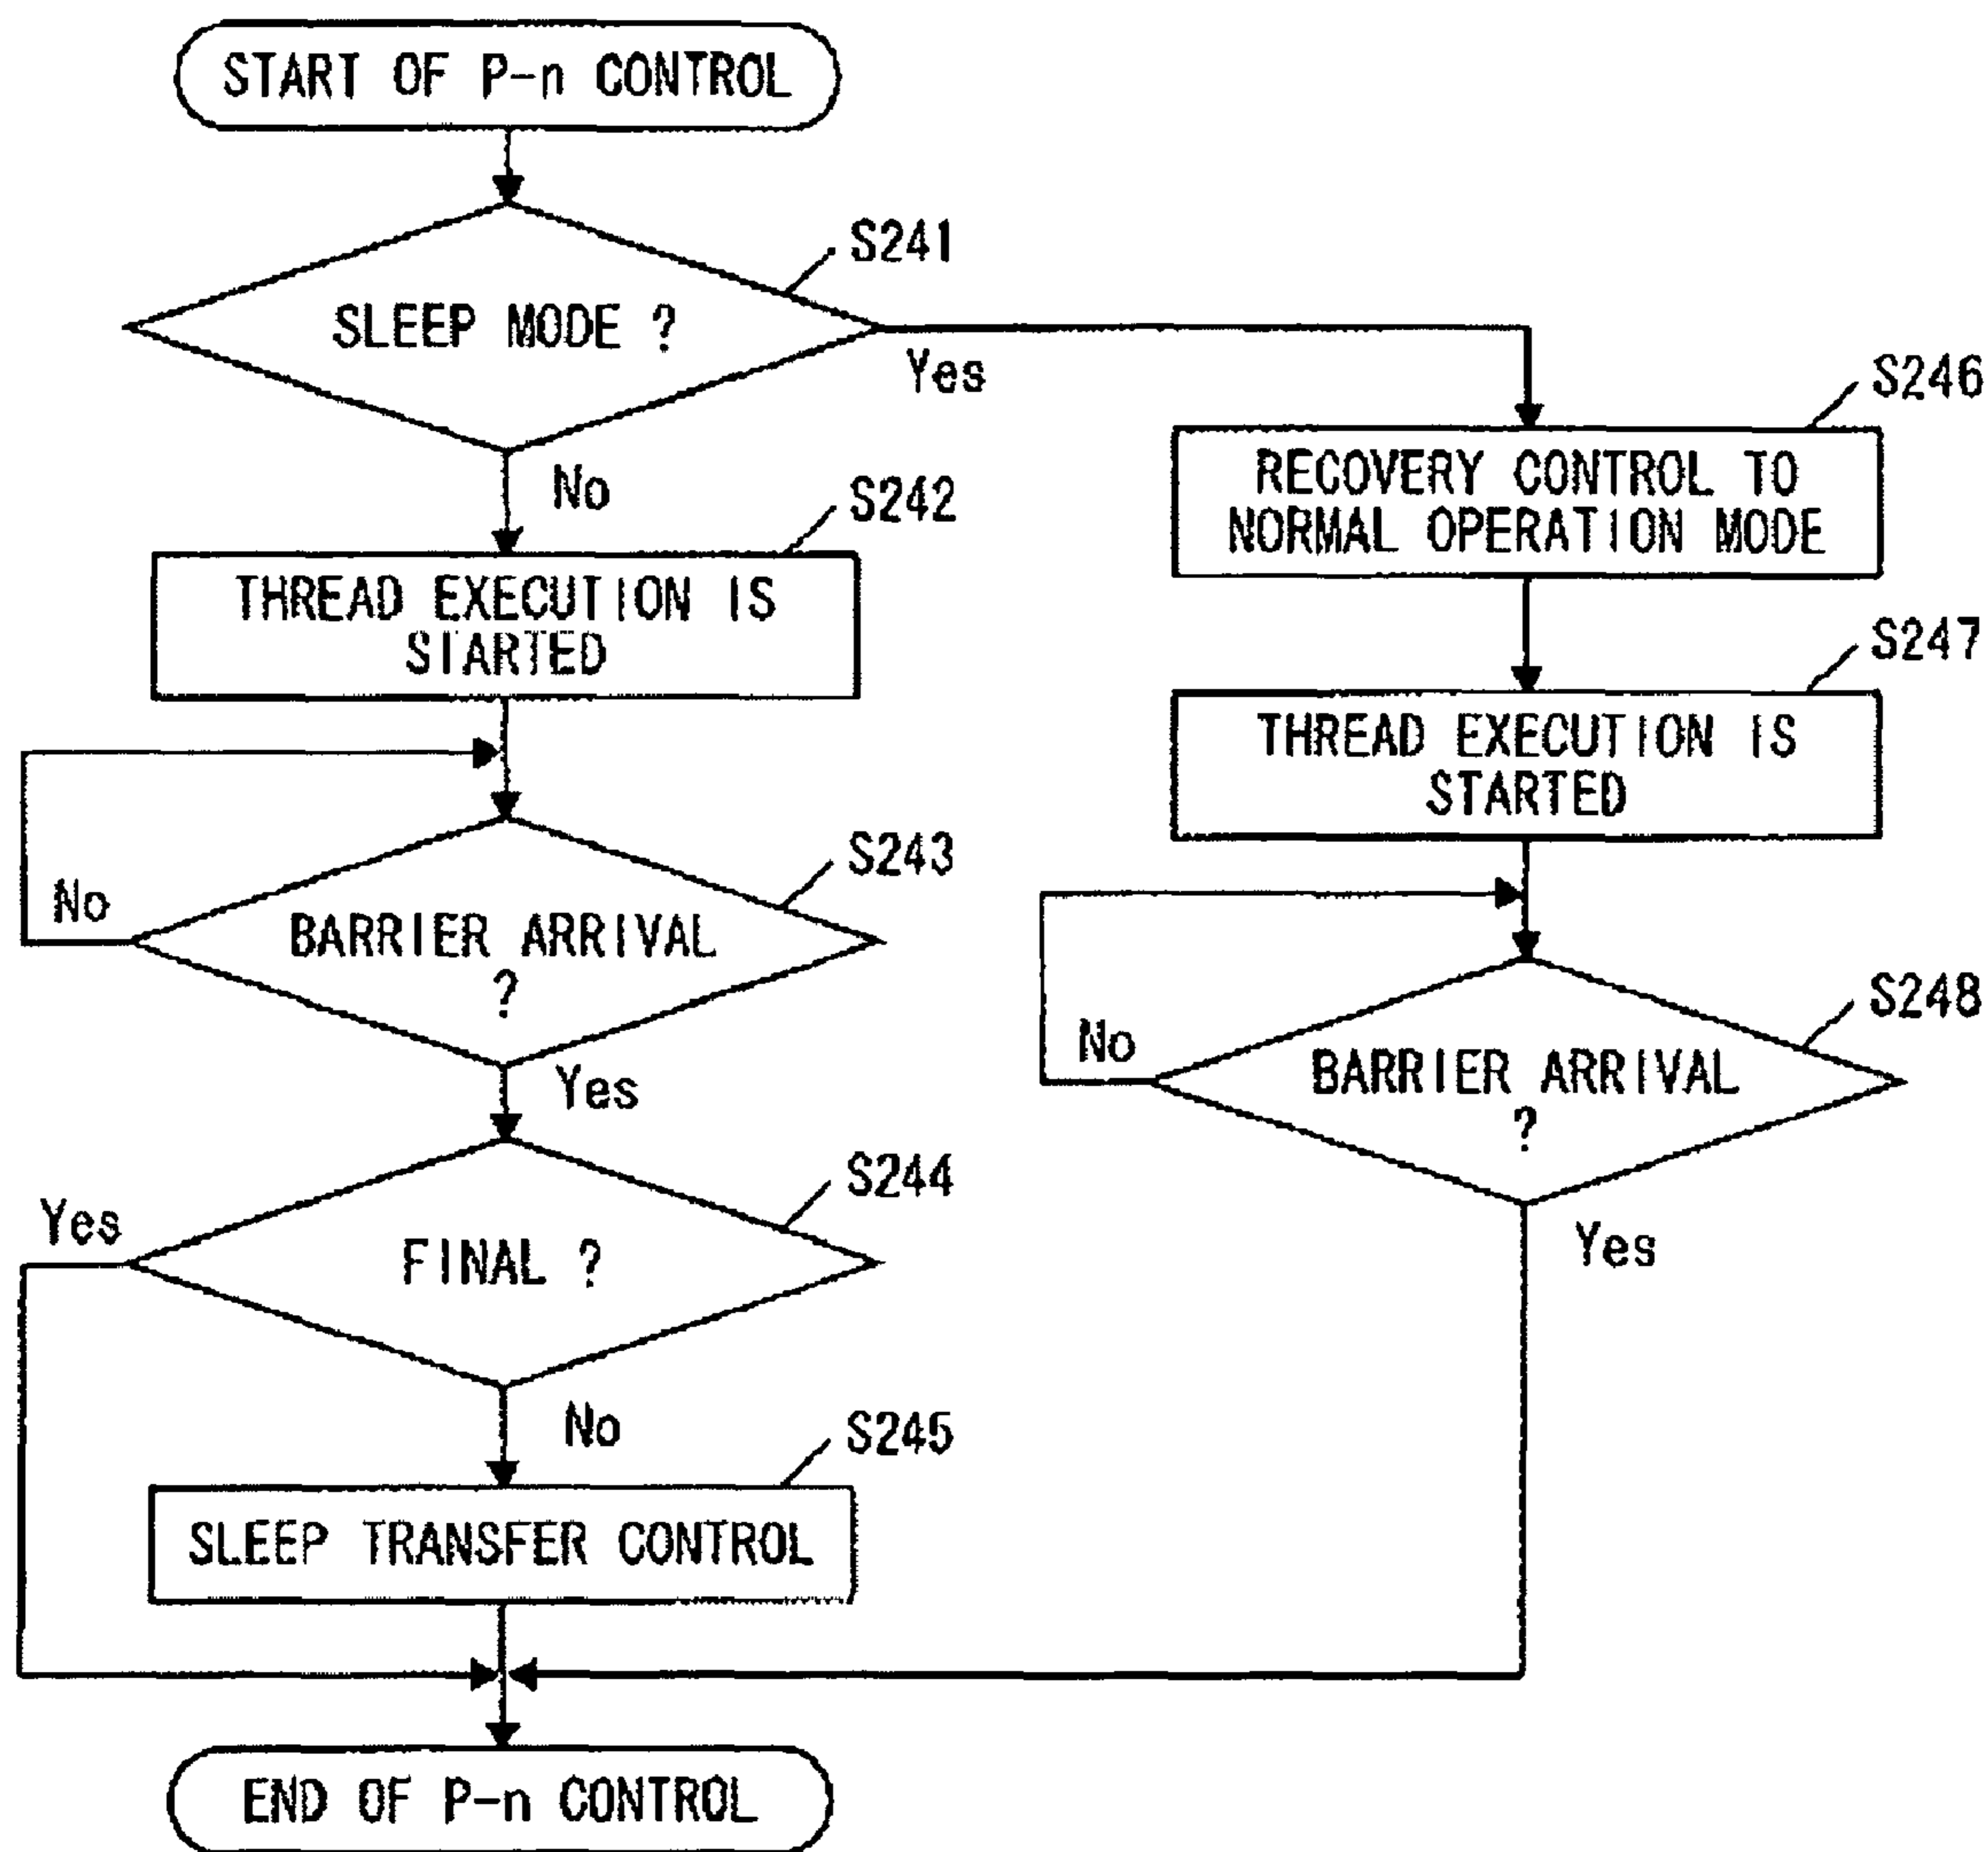 START OF P-n CONTROL
S241
SLEEP MODE ?
Yes
No
S242
THREAD EXECUTION IS
STARTED
S243
No
BARRIER ARRIVAL
?
Yes
S244
Yes
FINAL ?
No
S245
SLEEP TRANSFER CONTROL
S246
RECOVERY CONTROL TO
NORMAL OPERATION MODE
S247
THREAD EXECUTION IS
STARTED
S248
No
BARRIER ARRIVAL
?
Yes
END OF P-n CONTROL